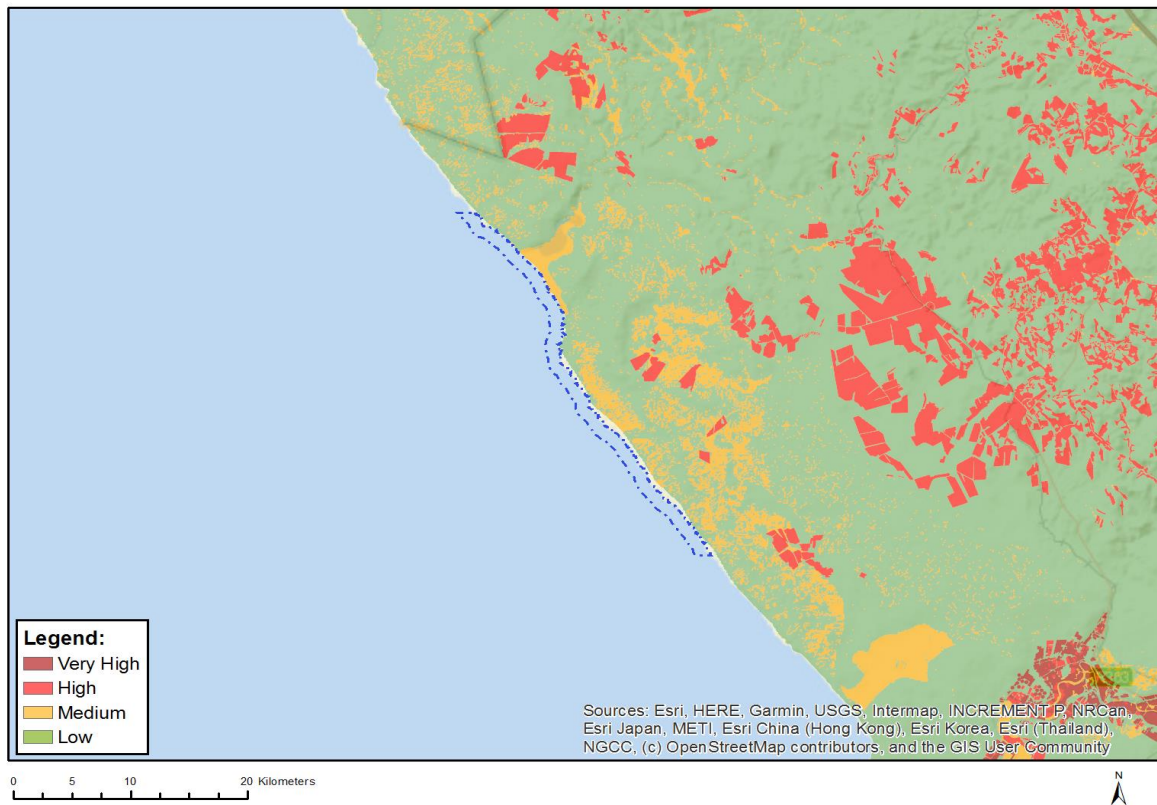 Legend:
Very High
High
Medium
Low
Sources: Esri, HERE, Garmin, USGS, Intermap, INCREMENT P, NRCan,
Esri Japan, METI, Esri China (Hong Kong), Esri Korea, Esri (Thailand),
NGCC, (c) OpenStreetMap contributors, and the GIS User Community
0 5 10 20 Kilometers
N